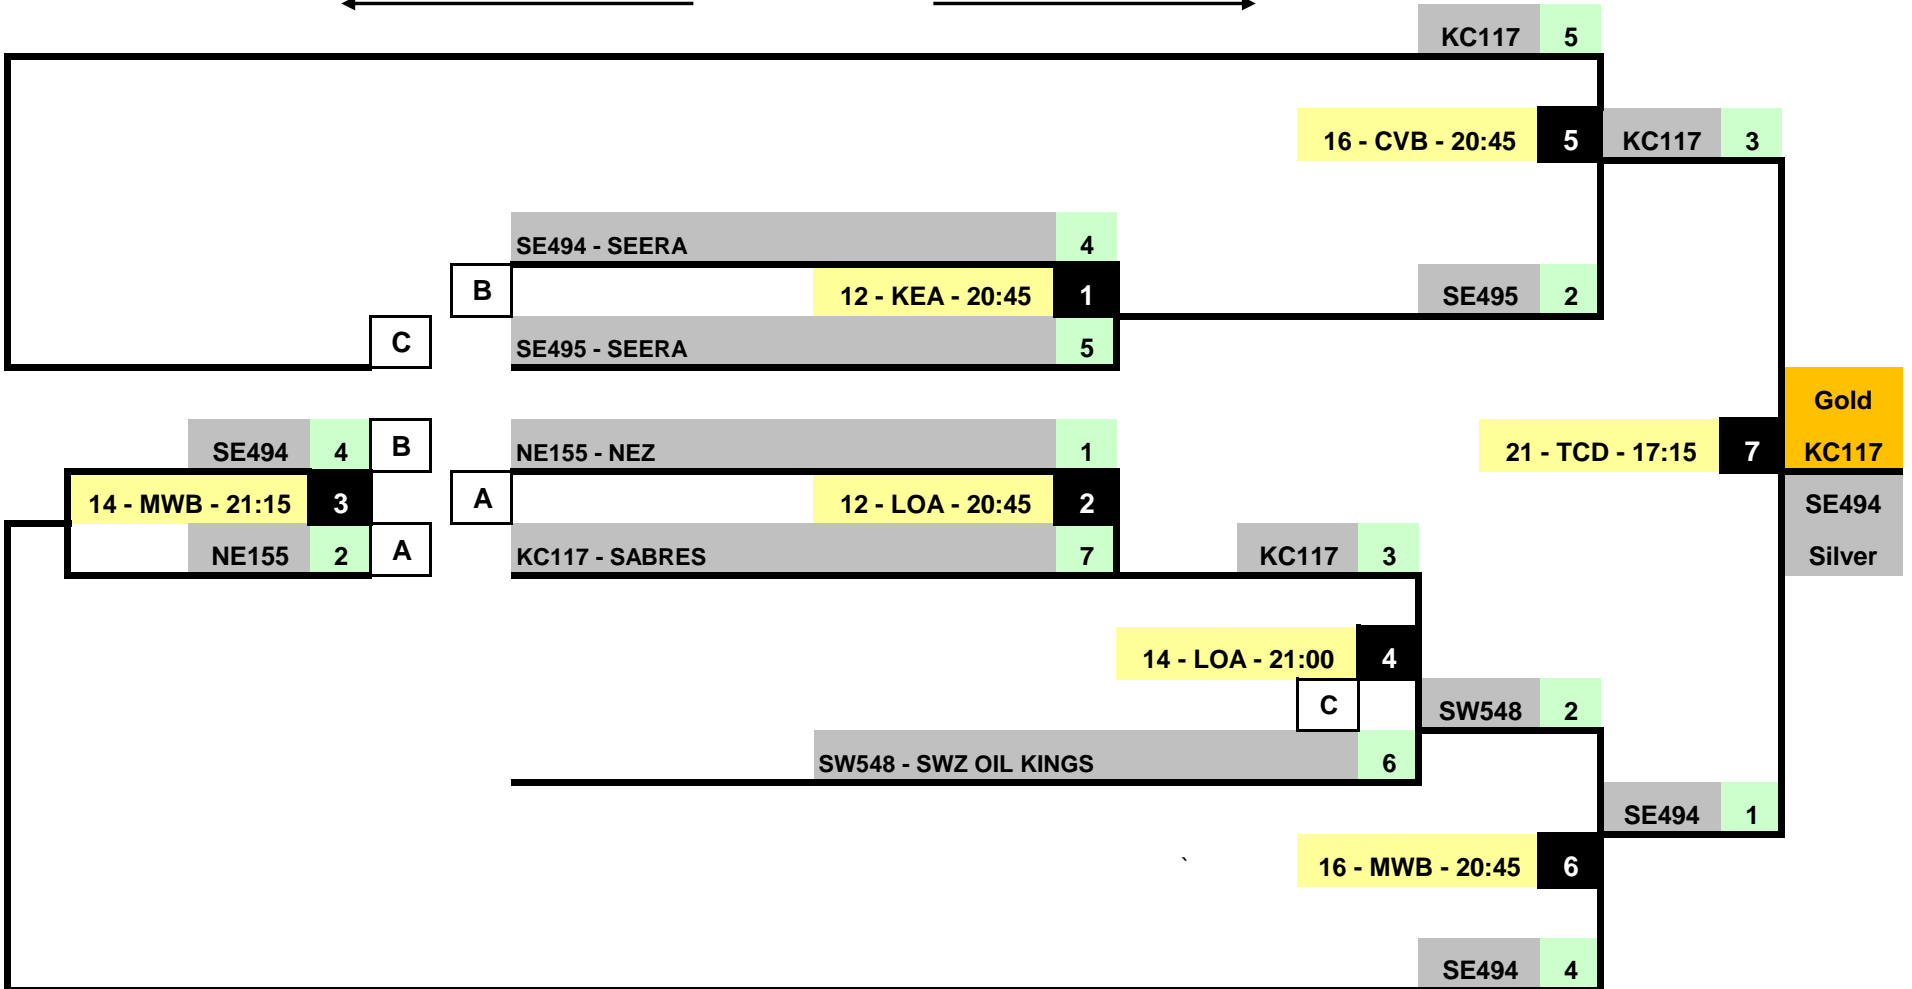 KC117 5
16 - CVB - 20:45 5 KC117 3
SE494 - SEERA 4
B 12 - KEA - 20:45 1 SE495 2
C SE495 - SEERA 5
Gold
SE494 4 B NE155 - NEZ 1 21 - TCD - 17:15 7 KC117
14 - MWB - 21:15 3 A 12 - LOA - 20:45 2 SE494
NE155 2 A KC117 - SABRES 7 KC117 3 Silver
14 - LOA - 21:00 4
C SW548 2
SW548 - SWZ OIL KINGS 6
SE494 1
` 16 - MWB - 20:45 6
SE494 4